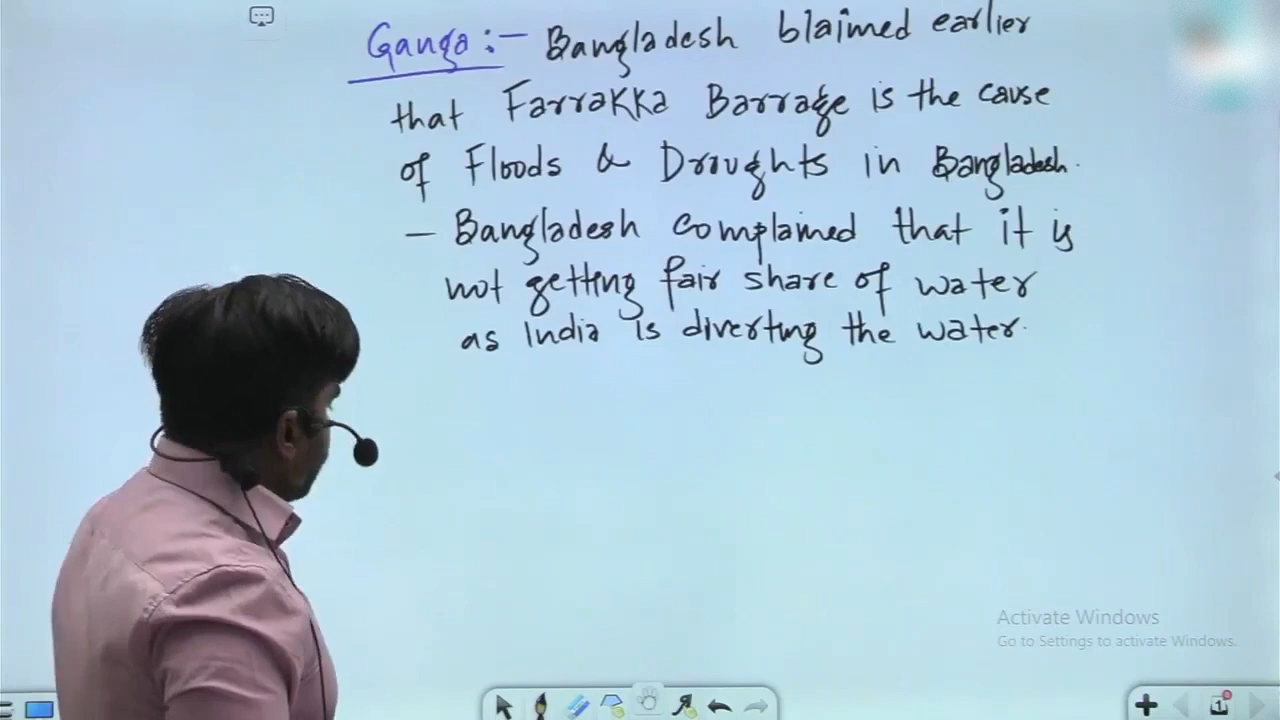 Ganga :- Bangladesh blaimed earlier
that Farrakka Barrage is the cause
of Floods & Droughts in Bangladesh.
- Bangladesh complained that it is
not getting fair share of water
as India is diverting the water.
Activate Windows
Go to Settings to activate Windows.
1